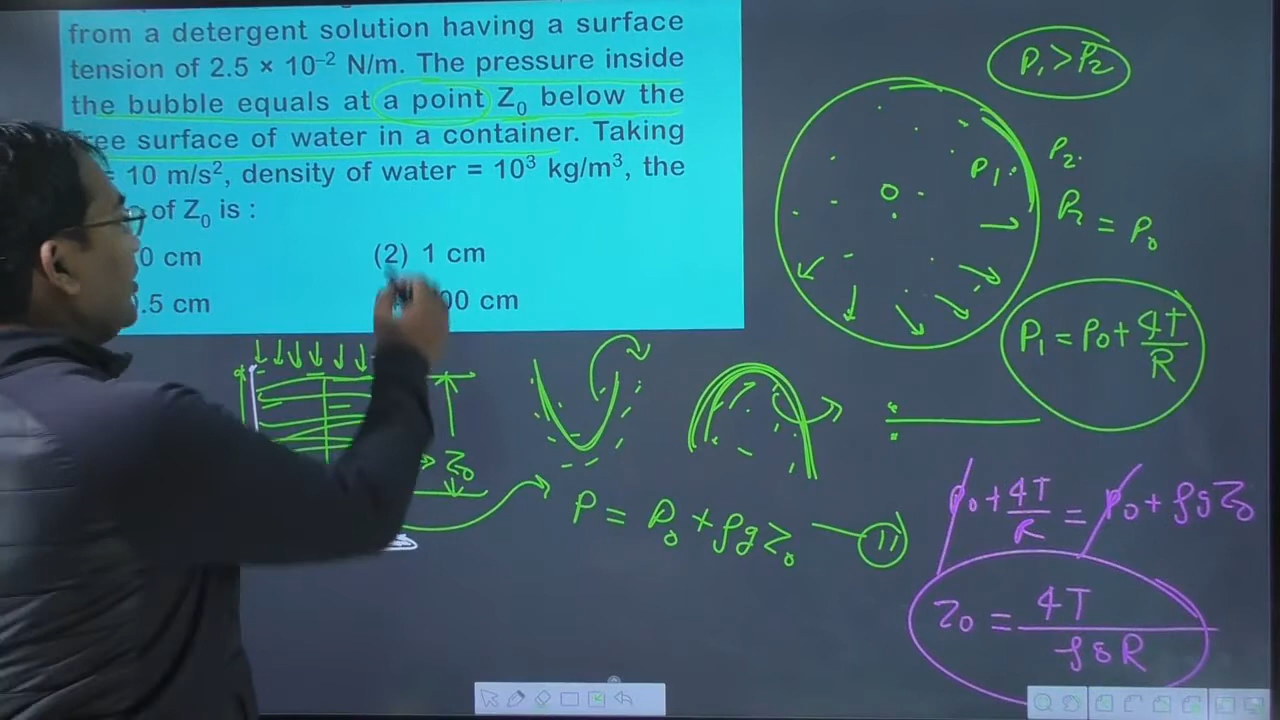 from a detergent solution having a surface
tension of 2.5 × 10⁻² N/m. The pressure inside
the bubble equals at a point Z₀ below the
ree surface of water in a container. Taking
= 10 m/s², density of water = 10³ kg/m³, the
of Z₀ is :
0 cm
(2) 1 cm
.5 cm
00 cm
P₁ > P₂
P₁
P₂
P₂ = P₀
P₁ = P₀ + 4T/R
Z₀
P = P₀ + ρgZ₀ — (11)
P₀ + 4T/R = P₀ + ρgZ₀
Z₀ = 4T/ρgR